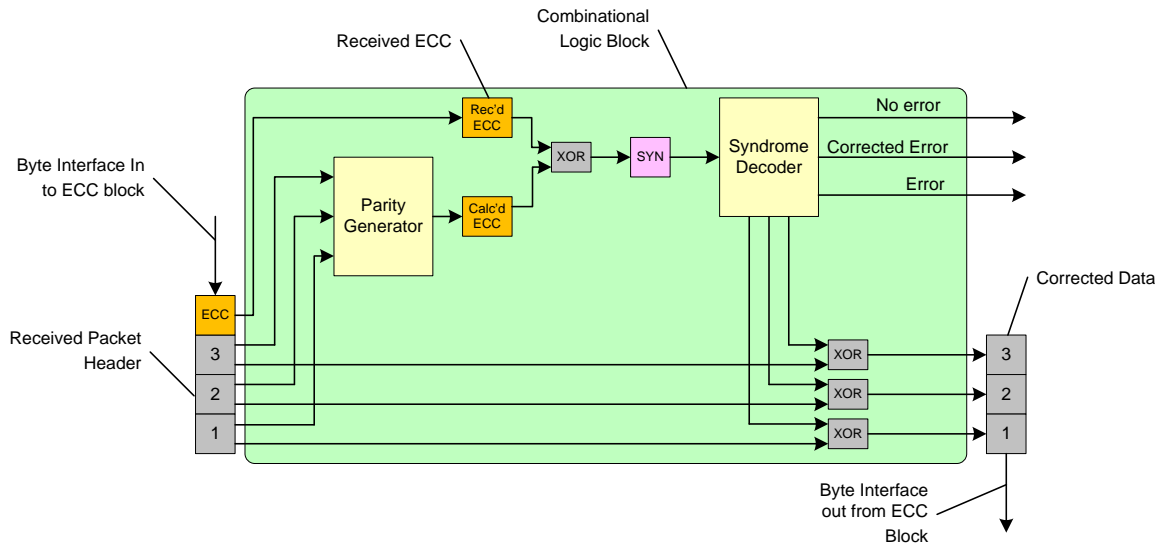 Combinational
Logic Block
Received ECC
Rec'd
ECC
No error
XOR
SYN
Syndrome
Decoder
Corrected Error
Byte Interface In
to ECC block
Error
Parity
Generator
Calc'd
ECC
Corrected Data
ECC
Received Packet
Header
3
XOR
3
2
XOR
2
1
XOR
1
Byte Interface
out from ECC
Block